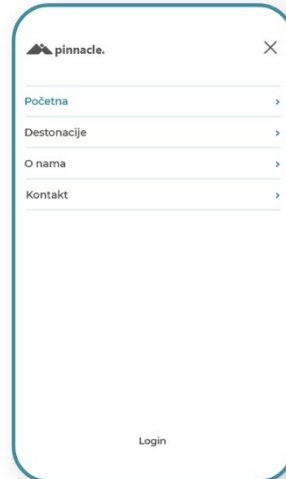 pinnacle.
Početna
Destonacije
O nama
Kontakt
Login